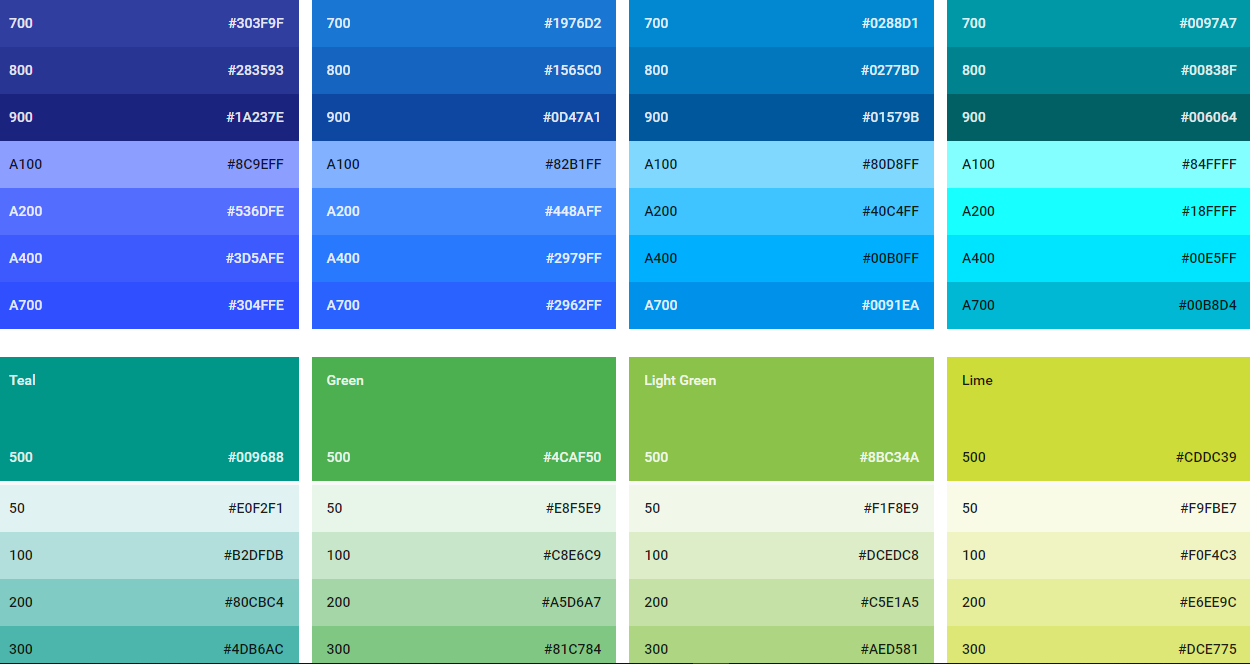 700 #303F9F 700 #1976D2 700 #0288D1 700 #0097A7
800 #283593 800 #1565C0 800 #0277BD 800 #00838F
900 #1A237E 900 #0D47A1 900 #01579B 900 #006064
A100 #8C9EFF A100 #82B1FF A100 #80D8FF A100 #84FFFF
A200 #536DFE A200 #448AFF A200 #40C4FF A200 #18FFFF
A400 #3D5AFE A400 #2979FF A400 #00B0FF A400 #00E5FF
A700 #304FFE A700 #2962FF A700 #0091EA A700 #00B8D4
Teal Green Light Green Lime
500 #009688 500 #4CAF50 500 #8BC34A 500 #CDDC39
50 #E0F2F1 50 #E8F5E9 50 #F1F8E9 50 #F9FBE7
100 #B2DFDB 100 #C8E6C9 100 #DCEDC8 100 #F0F4C3
200 #80CBC4 200 #A5D6A7 200 #C5E1A5 200 #E6EE9C
300 #4DB6AC 300 #81C784 300 #AED581 300 #DCE775